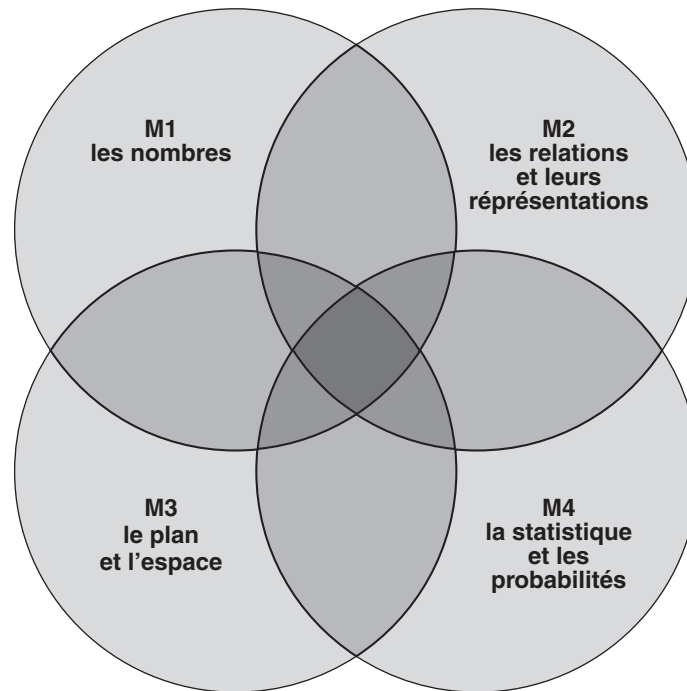 M1
les nombres
M2
les relations
et leurs
réprésentations
M3
le plan
et l'espace
M4
la statistique
et les
probabilités